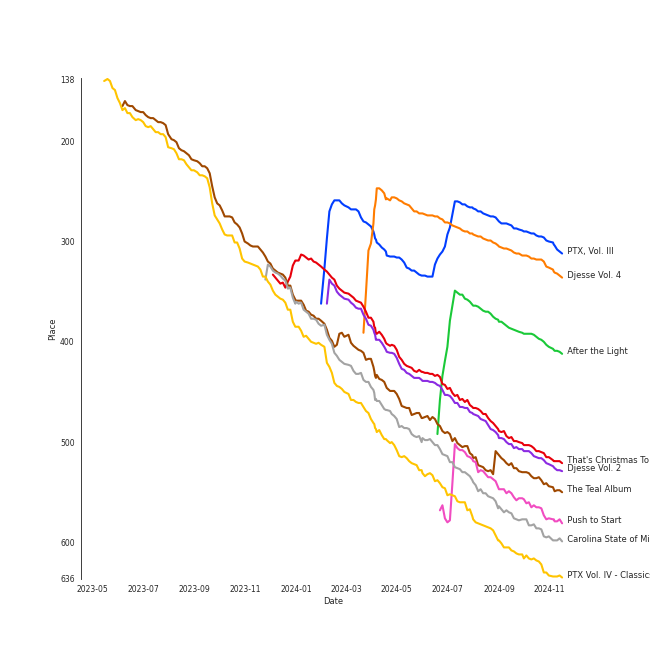 138
200
300
400
500
600
636
Place
2023-05
2023-07
2023-09
2023-11
2024-01
2024-03
2024-05
2024-07
2024-09
2024-11
Date
PTX, Vol. III
Djesse Vol. 4
After the Light
That's Christmas To
Djesse Vol. 2
The Teal Album
Push to Start
Carolina State of Mi
PTX Vol. IV - Classic